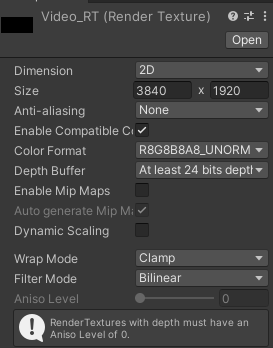 Video_RT (Render Texture)
Open
Dimension 2D
Size 3840 x 1920
Anti-aliasing None
Enable Compatible Co
Color Format R8G8B8A8_UNORM
Depth Buffer At least 24 bits depth
Enable Mip Maps
Auto generate Mip Ma
Dynamic Scaling
Wrap Mode Clamp
Filter Mode Bilinear
Aniso Level 0
RenderTextures with depth must have an
Aniso Level of 0.